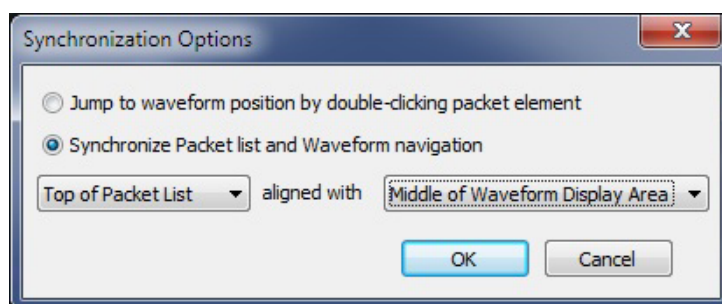 Synchronization Options
Jump to waveform position by double-clicking packet element
Synchronize Packet list and Waveform navigation
Top of Packet List aligned with Middle of Waveform Display Area
OK Cancel